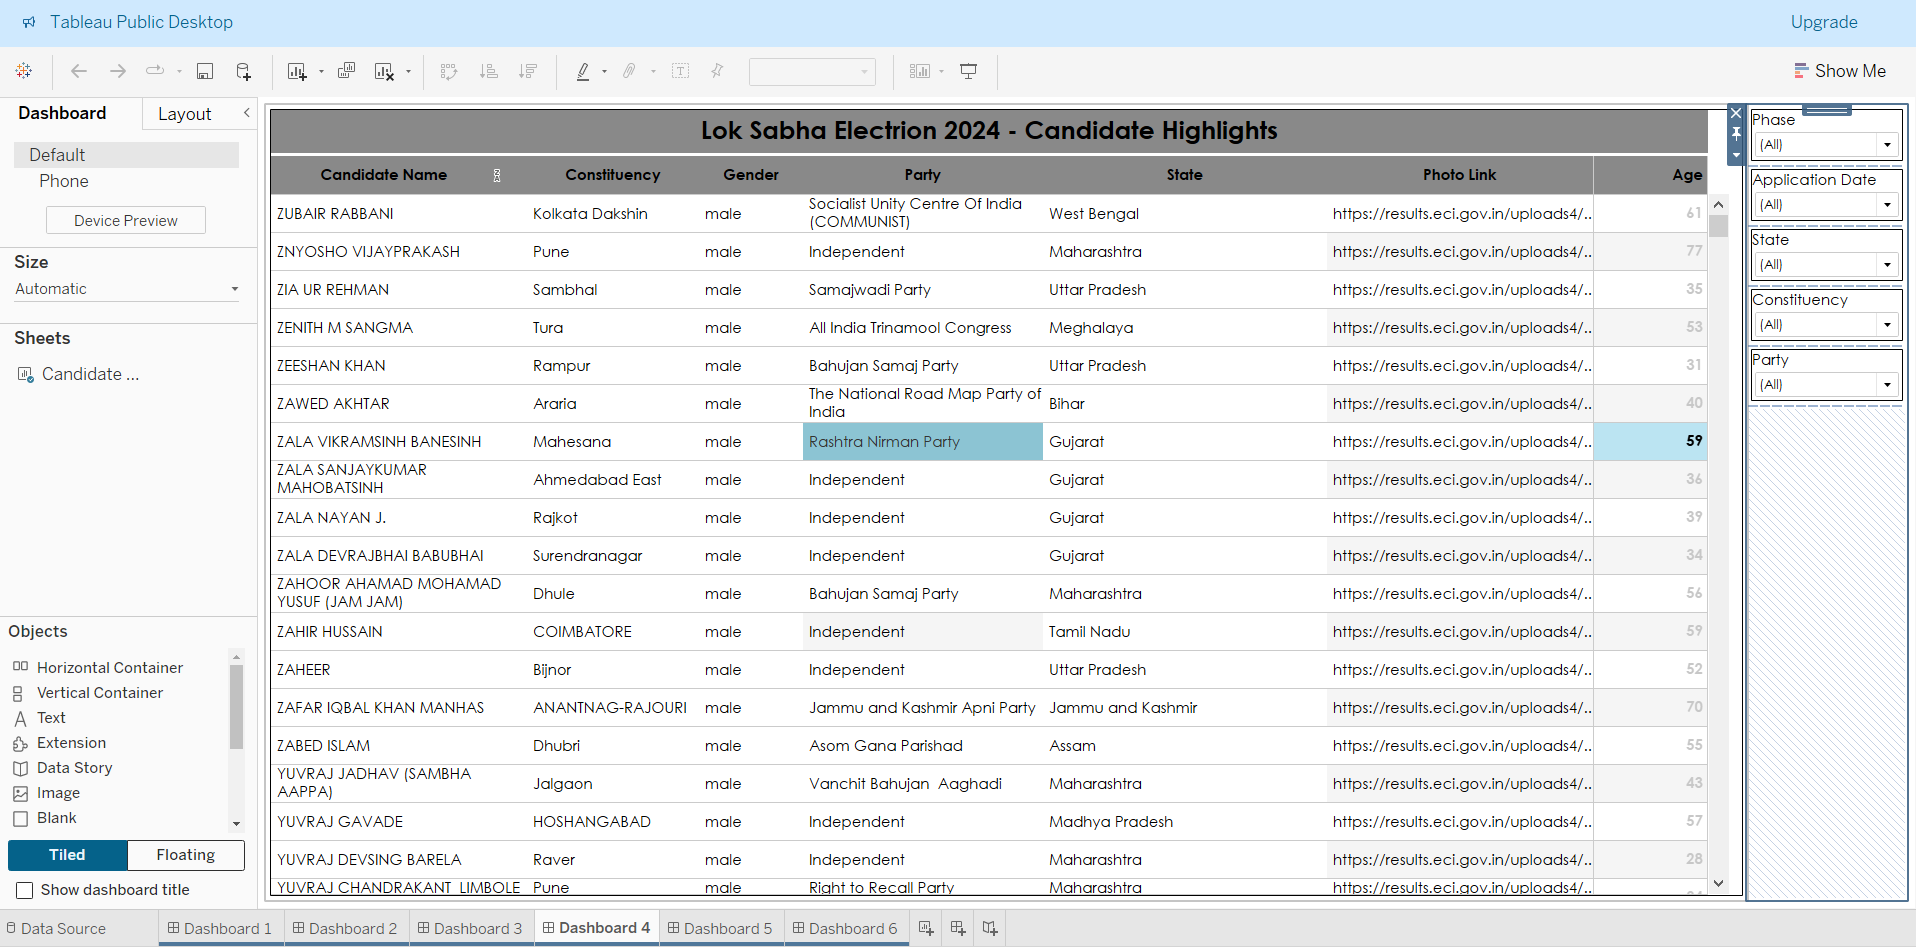 Tableau Public Desktop
Upgrade
Show Me
Dashboard
Layout
Default
Phone
Device Preview
Size
Automatic
Sheets
Candidate ...
Objects
Horizontal Container
Vertical Container
Text
Extension
Data Story
Image
Blank
Tiled
Floating
Show dashboard title
Lok Sabha Electrion 2024 - Candidate Highlights
Candidate Name Constituency Gender Party State Photo Link Age
ZUBAIR RABBANI Kolkata Dakshin male Socialist Unity Centre Of India (COMMUNIST) West Bengal https://results.eci.gov.in/uploads4/.. 61
ZNYOSHO VIJAYPRAKASH Pune male Independent Maharashtra https://results.eci.gov.in/uploads4/.. 77
ZIA UR REHMAN Sambhal male Samajwadi Party Uttar Pradesh https://results.eci.gov.in/uploads4/.. 35
ZENITH M SANGMA Tura male All India Trinamool Congress Meghalaya https://results.eci.gov.in/uploads4/.. 53
ZEESHAN KHAN Rampur male Bahujan Samaj Party Uttar Pradesh https://results.eci.gov.in/uploads4/.. 31
ZAWED AKHTAR Araria male The National Road Map Party of India Bihar https://results.eci.gov.in/uploads4/.. 40
ZALA VIKRAMSINH BANESINH Mahesana male Rashtra Nirman Party Gujarat https://results.eci.gov.in/uploads4/.. 59
ZALA SANJAYKUMAR MAHOBATSINH Ahmedabad East male Independent Gujarat https://results.eci.gov.in/uploads4/.. 36
ZALA NAYAN J. Rajkot male Independent Gujarat https://results.eci.gov.in/uploads4/.. 39
ZALA DEVRAJBHAI BABUBHAI Surendranagar male Independent Gujarat https://results.eci.gov.in/uploads4/.. 34
ZAHOOR AHAMAD MOHAMAD YUSUF (JAM JAM) Dhule male Bahujan Samaj Party Maharashtra https://results.eci.gov.in/uploads4/.. 56
ZAHIR HUSSAIN COIMBATORE male Independent Tamil Nadu https://results.eci.gov.in/uploads4/.. 59
ZAHEER Bijnor male Independent Uttar Pradesh https://results.eci.gov.in/uploads4/.. 52
ZAFAR IQBAL KHAN MANHAS ANANTNAG-RAJOURI male Jammu and Kashmir Apni Party Jammu and Kashmir https://results.eci.gov.in/uploads4/.. 70
ZABED ISLAM Dhubri male Asom Gana Parishad Assam https://results.eci.gov.in/uploads4/.. 55
YUVRAJ JADHAV (SAMBHA AAPPA) Jalgaon male Vanchit Bahujan Aaghadi Maharashtra https://results.eci.gov.in/uploads4/.. 43
YUVRAJ GAVADE HOSHANGABAD male Independent Madhya Pradesh https://results.eci.gov.in/uploads4/.. 57
YUVRAJ DEVSING BARELA Raver male Independent Maharashtra https://results.eci.gov.in/uploads4/.. 28
YUVRAJ CHANDRAKANT LIMBOLE Pune male Right to Recall Party Maharashtra https://results.eci.gov.in/uploads4/..
Phase
(All)
Application Date
(All)
State
(All)
Constituency
(All)
Party
(All)
Data Source
Dashboard 1
Dashboard 2
Dashboard 3
Dashboard 4
Dashboard 5
Dashboard 6